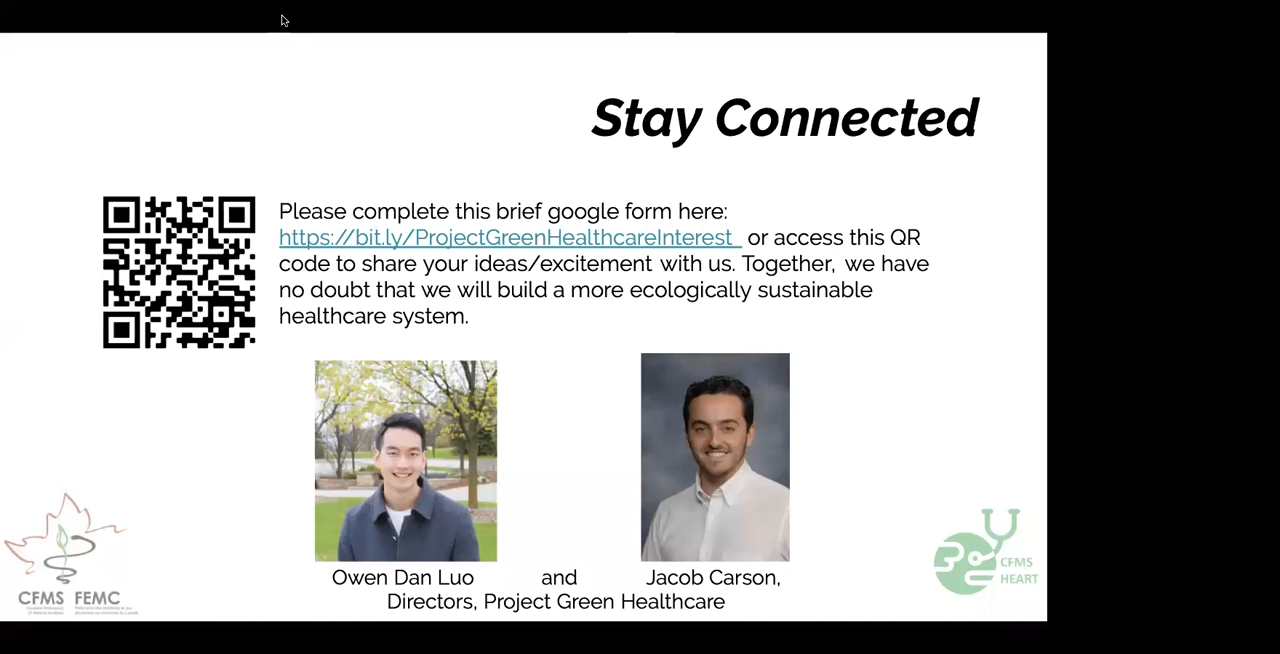 Stay Connected
Please complete this brief google form here:
https://bit.ly/ProjectGreenHealthcareInterest or access this QR
code to share your ideas/excitement with us. Together, we have
no doubt that we will build a more ecologically sustainable
healthcare system.
Owen Dan Luo and Jacob Carson,
Directors, Project Green Healthcare
CFMS FEMC
CFMS
HEART